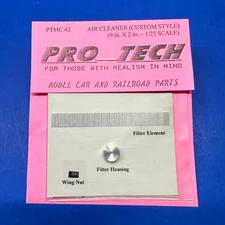 PTMC 42
AIR CLEANER (CUSTOM STYLE)
(9 in. X 2 in. - 1/25 SCALE)
PRO TECH
FOR THOSE WITH REALISM IN MIND
MODEL CAR AND RAILROAD PARTS
Filter Element
Filter Housing
Wing Nut